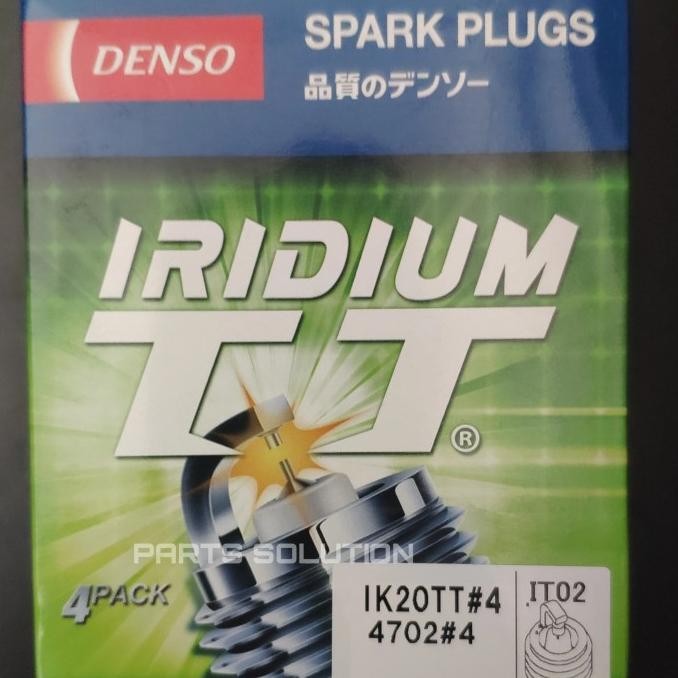 DENSO
SPARK PLUGS
品質のデンソー
IRIDIUM
TT®
PARTS SOLUTION
4PACK
IK20TT#4
4702#4
IT02